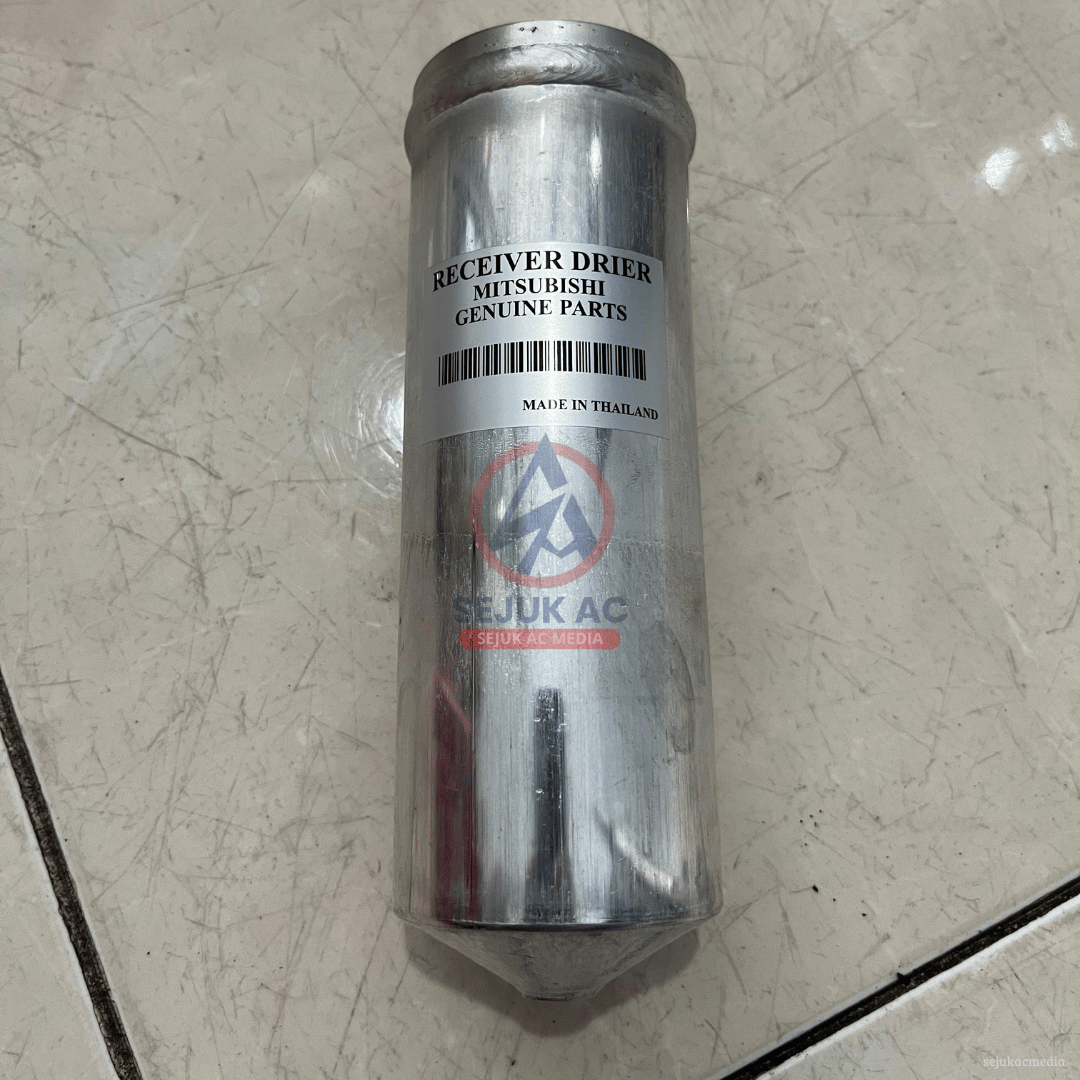 RECEIVER DRIER
MITSUBISHI
GENUINE PARTS
MADE IN THAILAND
SEJUK AC
SEJUK AC MEDIA
sejukacmedia